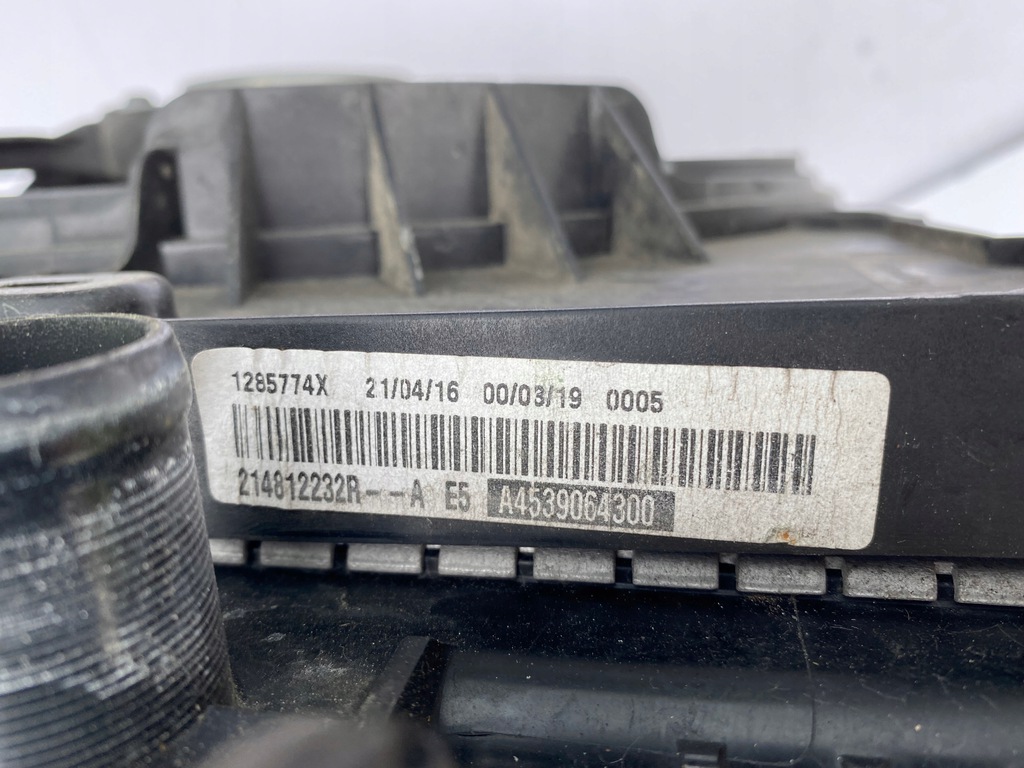 1285774X 21/04/16 00/03/19 0005
214812232R--A E5 A4539064300